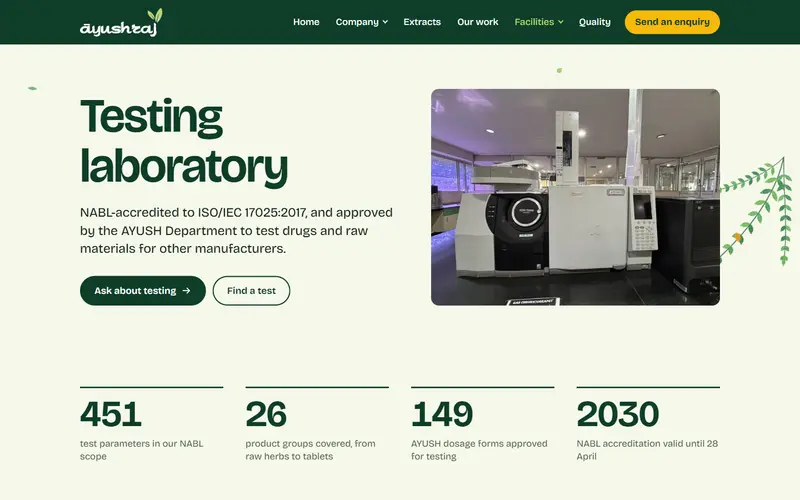 ayushraj
Home
Company
Extracts
Our work
Facilities
Quality
Send an enquiry
Testing
laboratory
NABL-accredited to ISO/IEC 17025:2017, and approved
by the AYUSH Department to test drugs and raw
materials for other manufacturers.
Ask about testing →
Find a test
451
test parameters in our NABL
scope
26
product groups covered, from
raw herbs to tablets
149
AYUSH dosage forms approved
for testing
2030
NABL accreditation valid until 28
April